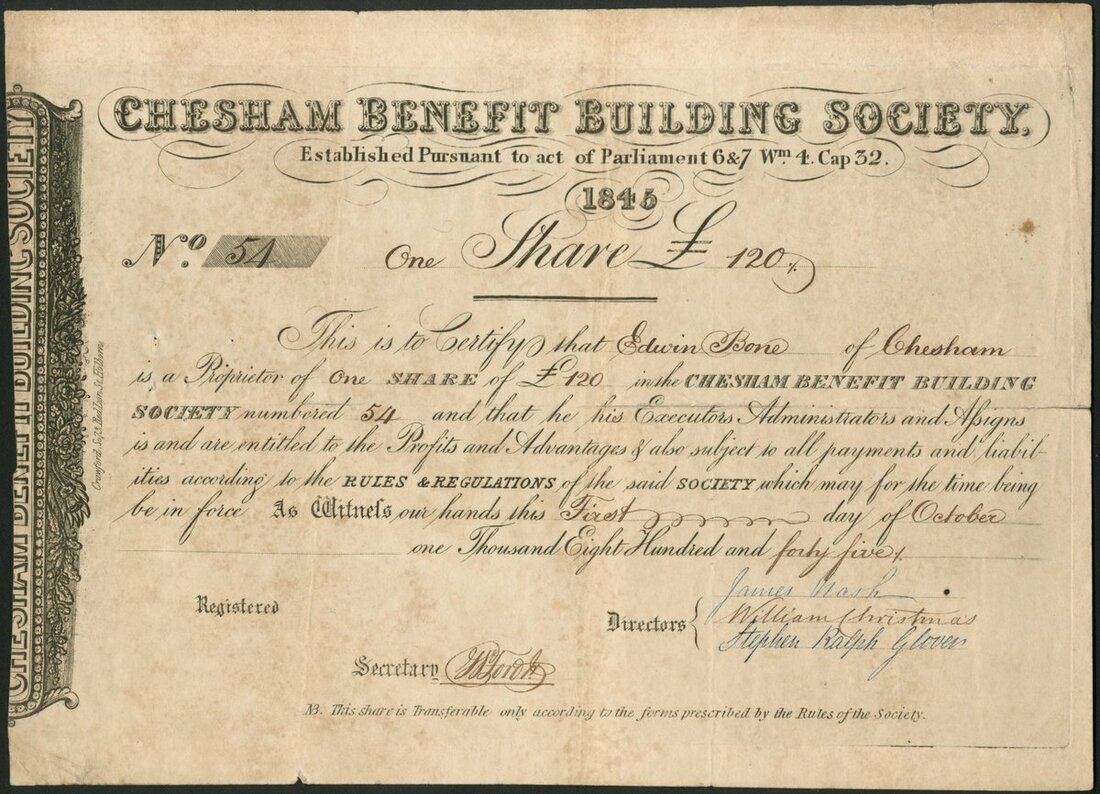 CHESHAM BENEFIT BUILDING SOCIETY.
Established Pursuant to act of Parliament 6&7 Wm 4. Cap 32.
1845
No. 54 One Share £ 120
This is to Certify that Edwin Bone of Chesham
is a Proprietor of One SHARE of £120 in the CHESHAM BENEFIT BUILDING
SOCIETY numbered 54 and that he his Executors Administrators and Assigns
is and are entitled to the Profits and Advantages & also subject to all payments and liabil-
ities according to the RULES & REGULATIONS of the said SOCIETY which may for the time being
be in force As Witness our hands this First day of October
one Thousand Eight Hundred and forty five
Registered
Directors
James Nash
William Christmas
Stephen Ralph Glover
Secretary
NB. This share is Transferable only according to the forms prescribed by the Rules of the Society.
CHESHAM BENEFIT BUILDING SOCIETY